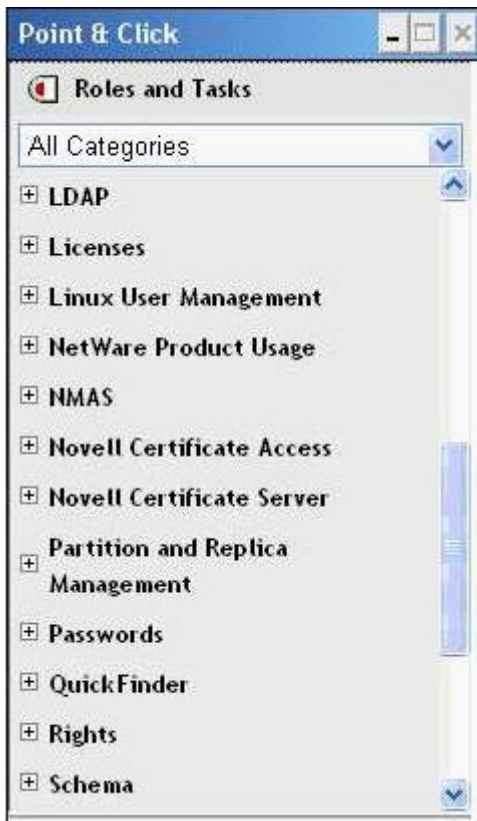 Point & Click
Roles and Tasks
All Categories
LDAP
Licenses
Linux User Management
NetWare Product Usage
NMAS
Novell Certificate Access
Novell Certificate Server
Partition and Replica
Management
Passwords
QuickFinder
Rights
Schema